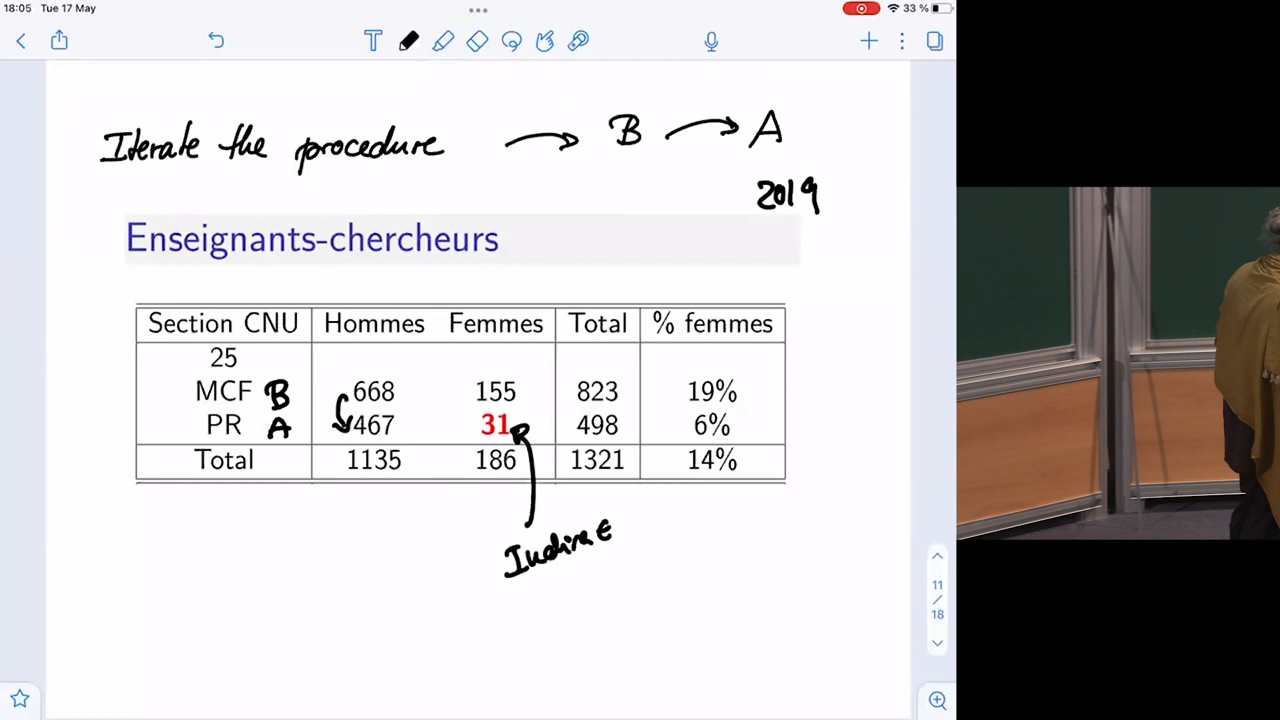 18:05 Tue 17 May
33 %
Iterate the procedure → B → A
2019
Enseignants-chercheurs
Section CNU Hommes Femmes Total % femmes
25
MCF B 668 155 823 19%
PR A 467 31 498 6%
Total 1135 186 1321 14%
Indira ∈
11
/
18